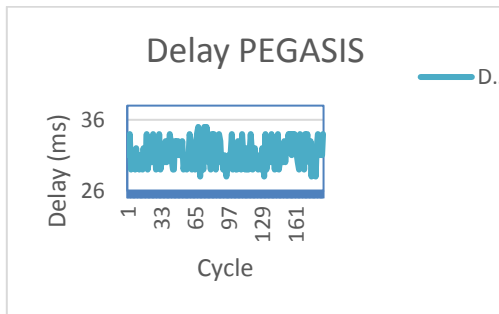 Delay PEGASIS
D.
36
26
Delay (ms)
1
33
65
97
129
161
Cycle